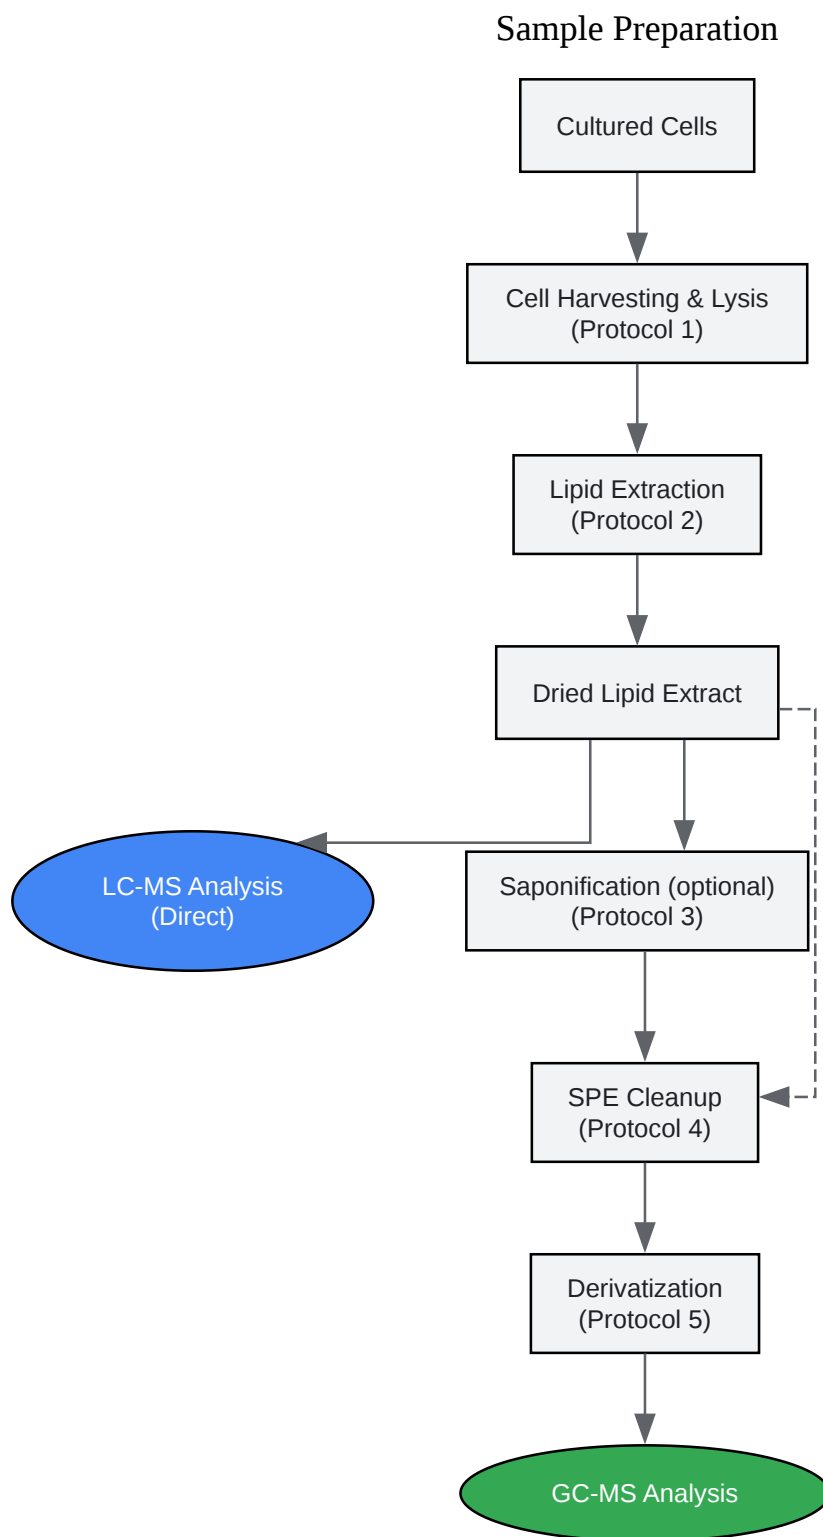 Sample Preparation
Cultured Cells
Cell Harvesting & Lysis
(Protocol 1)
Lipid Extraction
(Protocol 2)
Dried Lipid Extract
LC-MS Analysis
(Direct)
Saponification (optional)
(Protocol 3)
SPE Cleanup
(Protocol 4)
Derivatization
(Protocol 5)
GC-MS Analysis